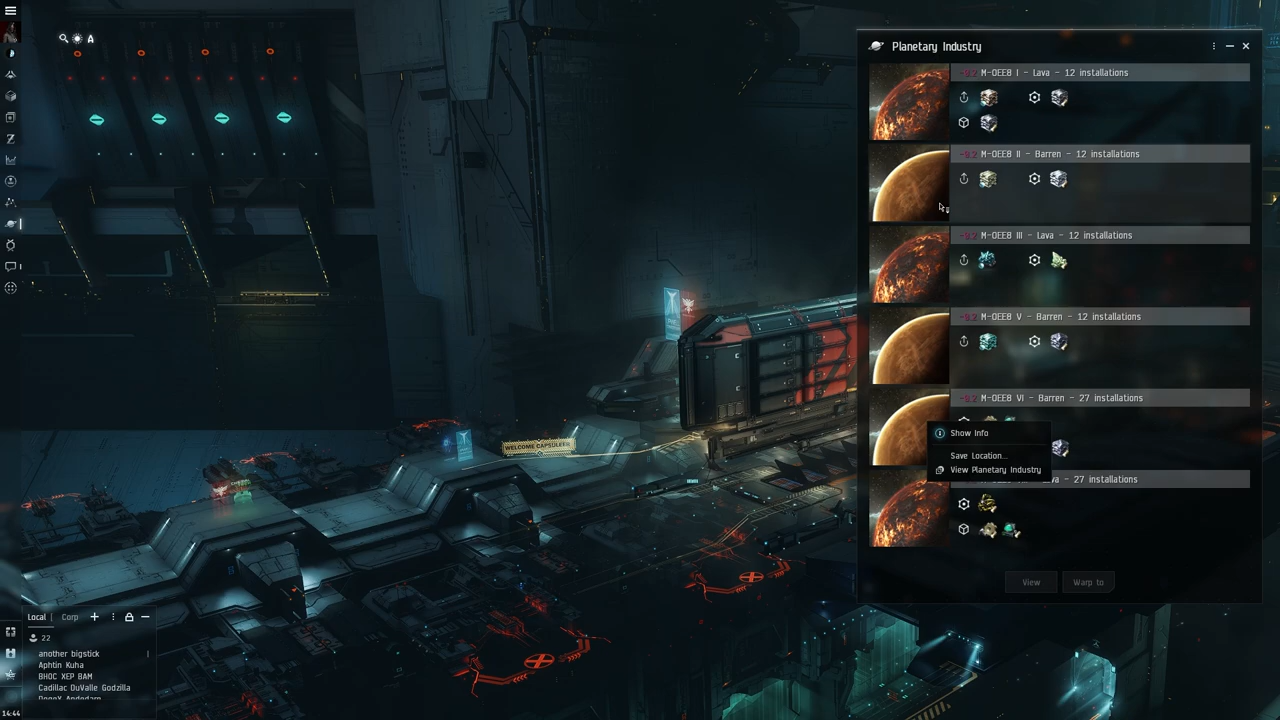 A
Planetary Industry
-0.2 M-OEE8 I - Lava - 12 installations
-0.2 M-OEE8 II - Barren - 12 installations
-0.2 M-OEE8 III - Lava - 12 installations
-0.2 M-OEE8 V - Barren - 12 installations
-0.2 M-OEE8 VI - Barren - 27 installations
Show Info
Save Location...
View Planetary Industry
- 27 installations
WELCOME CAPSULEER
View
Warp to
Local
Corp
22
another bigstick
Aphtin Kuha
BHOC XEP BAM
Cadillac DuValle Godzilla
14:44